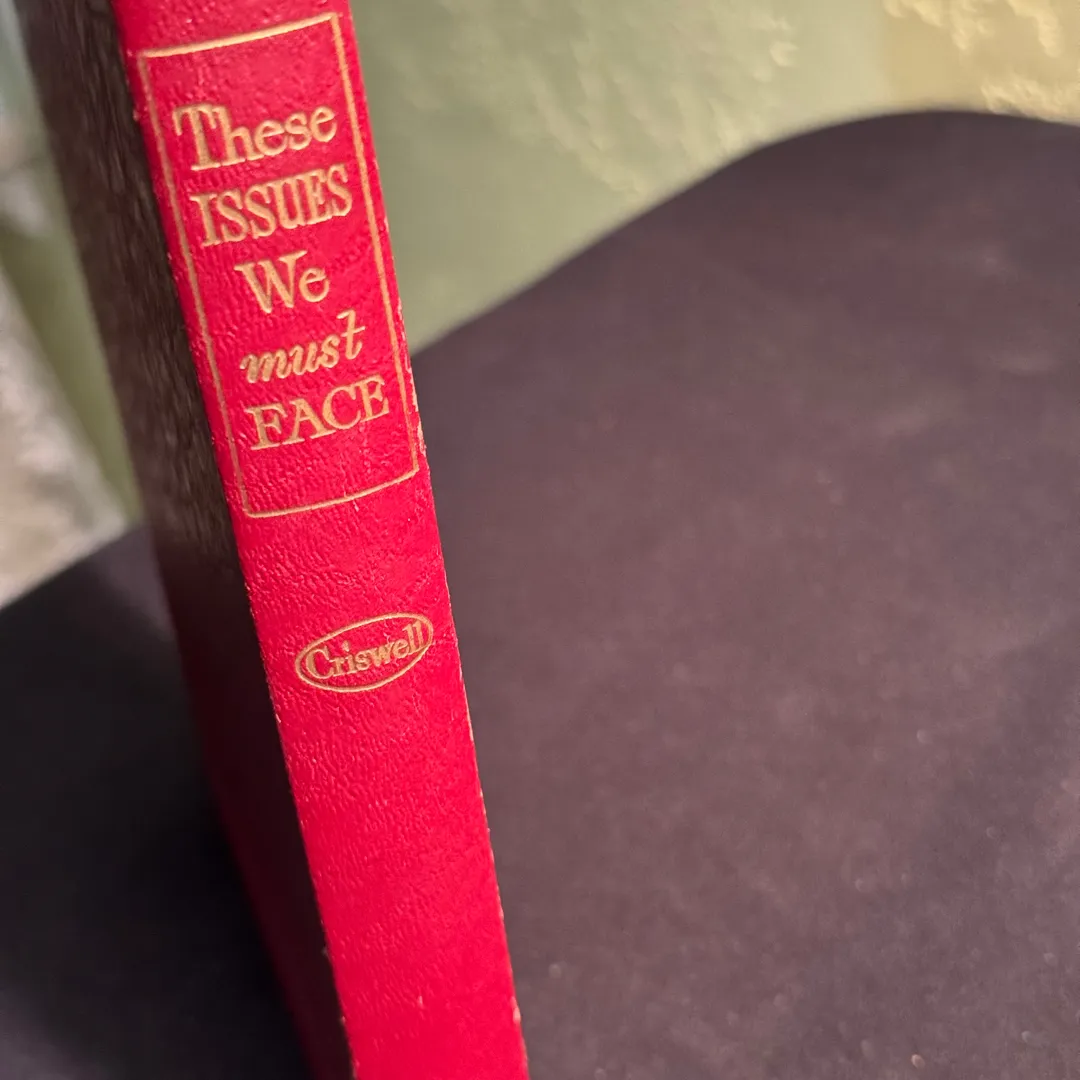 These
ISSUES
We
must
FACE
Criswell